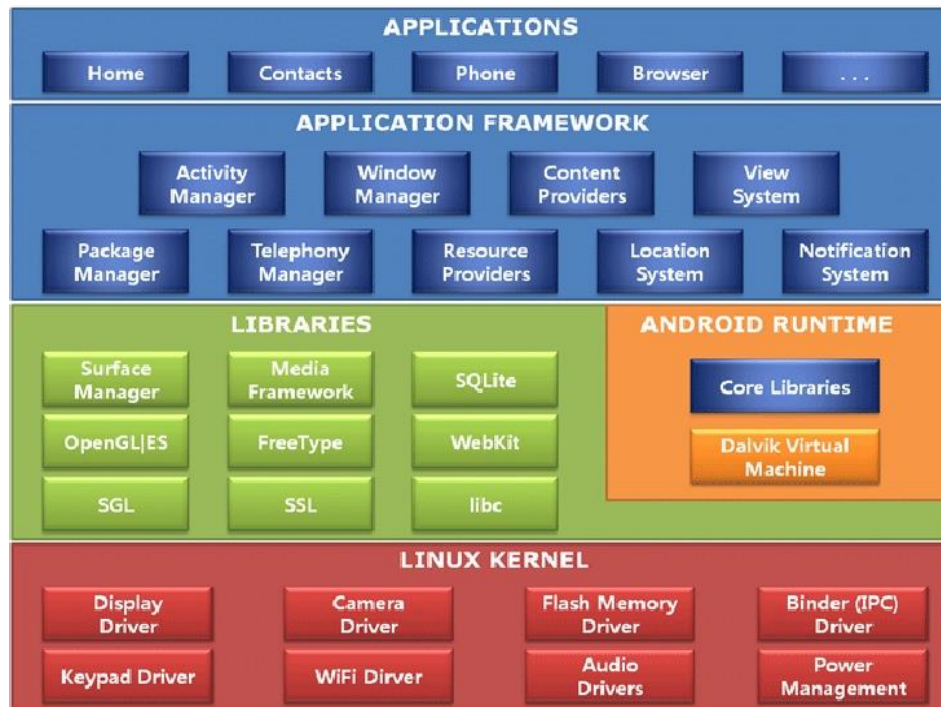 APPLICATIONS
Home
Contacts
Phone
Browser
. . .
APPLICATION FRAMEWORK
Activity
Manager
Window
Manager
Content
Providers
View
System
Package
Manager
Telephony
Manager
Resource
Providers
Location
System
Notification
System
LIBRARIES
Surface
Manager
Media
Framework
SQLite
OpenGL|ES
FreeType
WebKit
SGL
SSL
libc
ANDROID RUNTIME
Core Libraries
Dalvik Virtual
Machine
LINUX KERNEL
Display
Driver
Camera
Driver
Flash Memory
Driver
Binder (IPC)
Driver
Keypad Driver
WiFi Dirver
Audio
Drivers
Power
Management